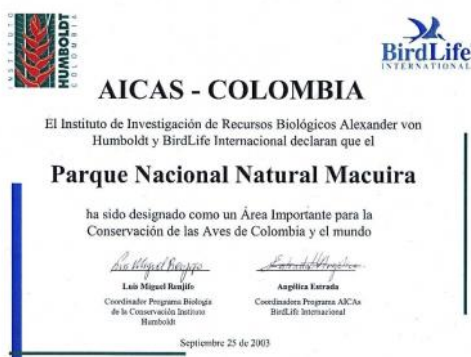 INSTITUTO
HUMBOLDT
COLOMBIA
BirdLife
INTERNATIONAL
AICAS - COLOMBIA
El Instituto de Investigación de Recursos Biológicos Alexander von
Humboldt y BirdLife Internacional declaran que el
Parque Nacional Natural Macuira
ha sido designado como un Área Importante para la
Conservación de las Aves de Colombia y el mundo
Luis Miguel Renjifo
Luis Miguel Renjifo
Coordinador Programa Biología
de la Conservación Instituto
Humboldt
Angélica Estrada
Coordinadora Programa AICAs
BirdLife Internacional
Septiembre 25 de 2003